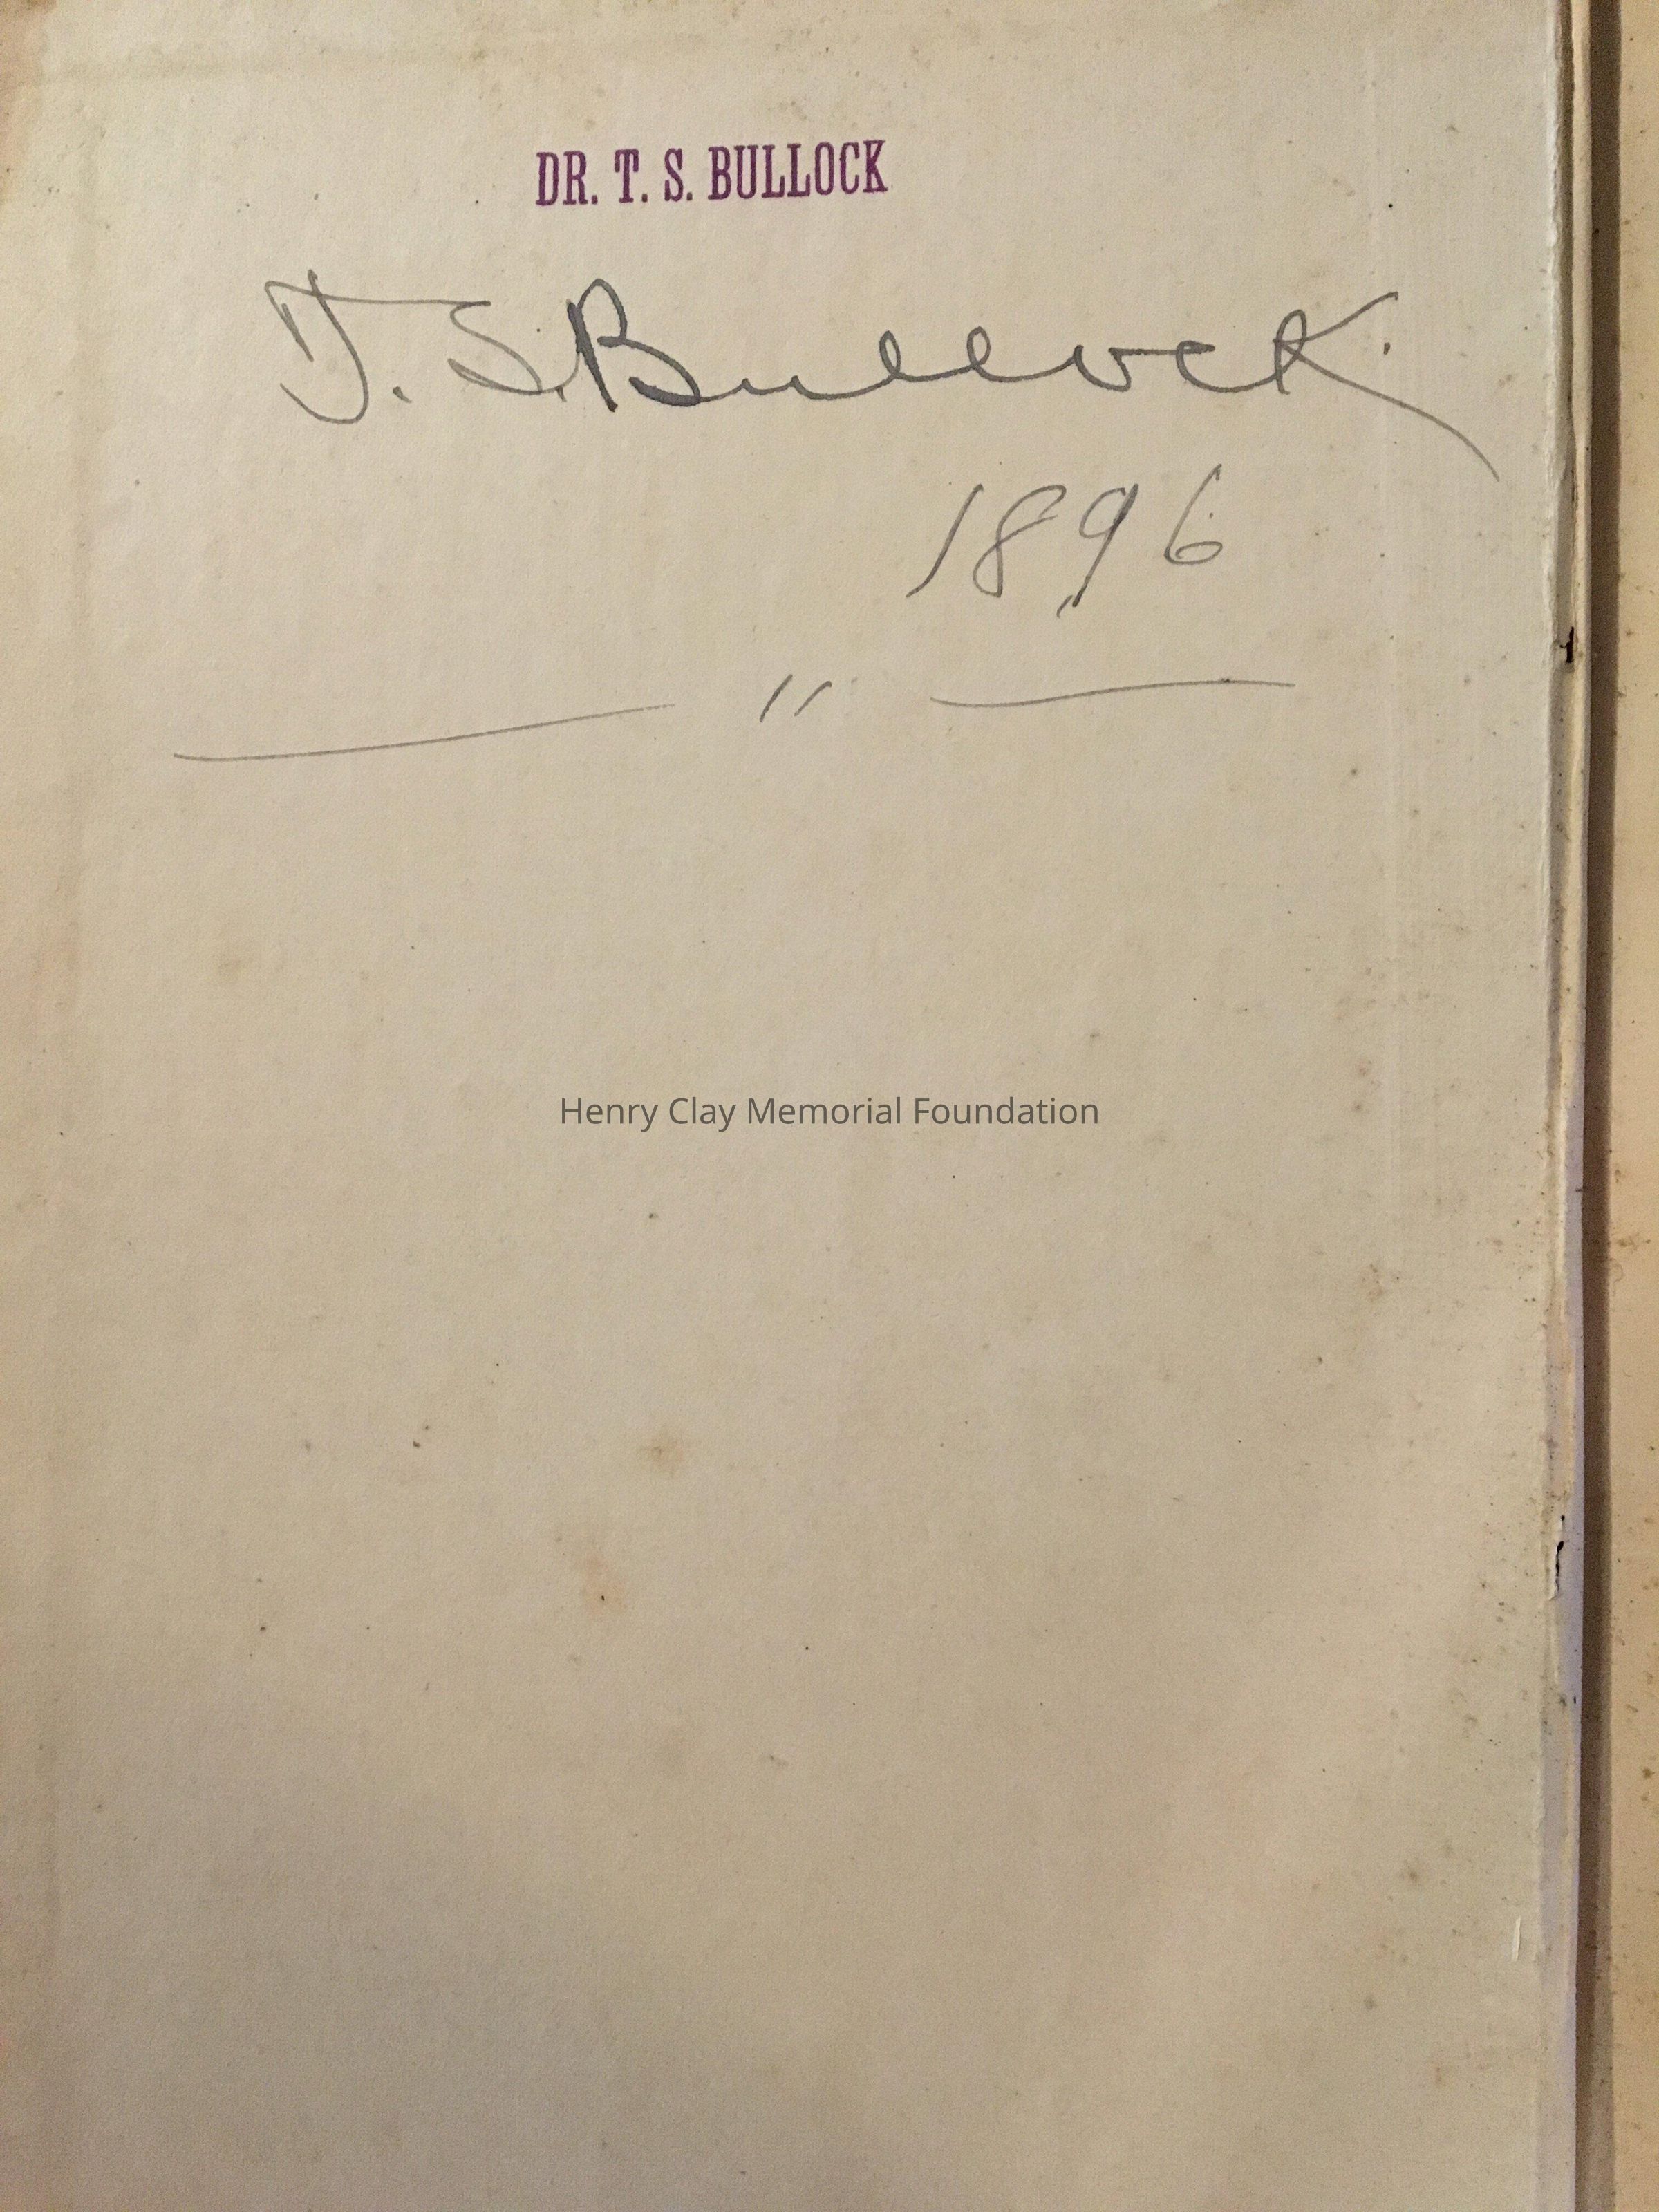 DR. T. S. BULLOCK
T. S. Bullock.
1896
— " —
Henry Clay Memorial Foundation